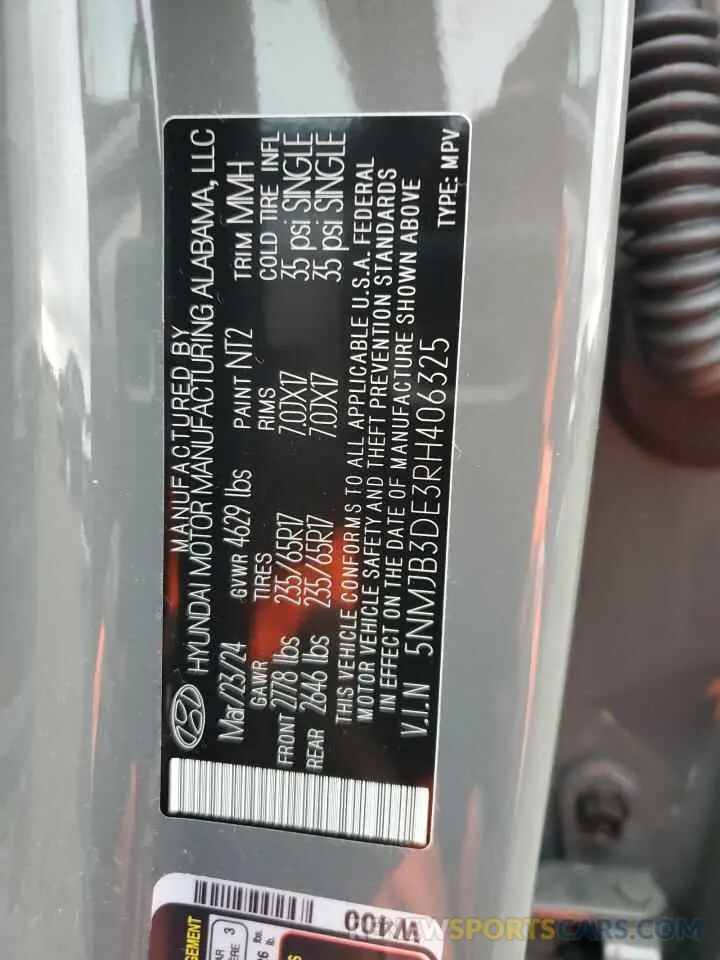 MANUFACTURED BY
HYUNDAI MOTOR MANUFACTURING ALABAMA, LLC
Mar/23/24 GVWR 4629 lbs PAINT NT2 TRIM MMH
GAWR TIRES RIMS COLD TIRE INFL
FRONT 2778 lbs 235/65R17 7.0JX17 35 psi SINGLE
REAR 2646 lbs 235/65R17 7.0JX17 35 psi SINGLE
THIS VEHICLE CONFORMS TO ALL APPLICABLE U.S.A. FEDERAL
MOTOR VEHICLE SAFETY AND THEFT PREVENTION STANDARDS
IN EFFECT ON THE DATE OF MANUFACTURE SHOWN ABOVE
V.I.N 5NMJB3DE3RH406325 TYPE: MPV
W400
NEWSPORTSCARS.COM